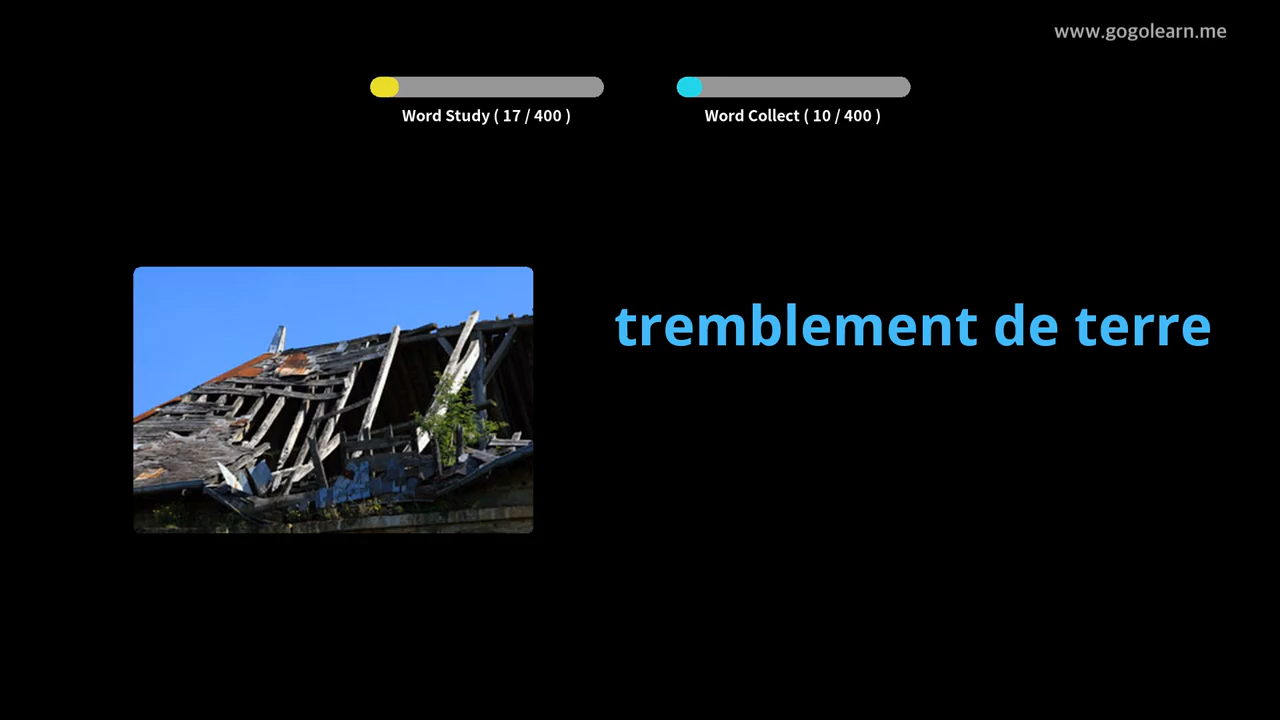 www.gogolearn.me
Word Study ( 17 / 400 )
Word Collect ( 10 / 400 )
tremblement de terre